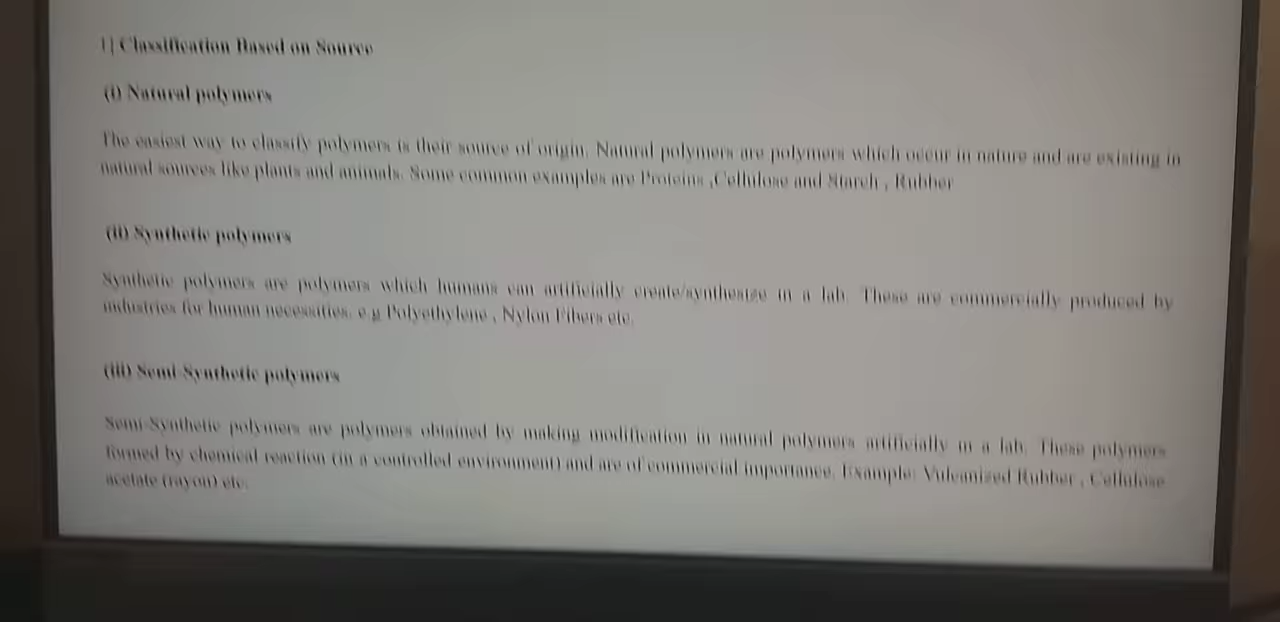 1] Classification Based on Source
(i) Natural polymers
The easiest way to classify polymers is their source of origin. Natural polymers are polymers which occur in nature and are existing in
natural sources like plants and animals. Some common examples are Proteins ,Cellulose and Starch , Rubber
(ii) Synthetic polymers
Synthetic polymers are polymers which humans can artificially create/synthesize in a lab. These are commercially produced by
industries for human necessities. e.g Polyethylene , Nylon Fibers etc.
(iii) Semi-Synthetic polymers
Semi-Synthetic polymers are polymers obtained by making modification in natural polymers artificially in a lab. These polymers
formed by chemical reaction (in a controlled environment) and are of commercial importance. Example: Vulcanized Rubber , Cellulose
acetate (rayon) etc.